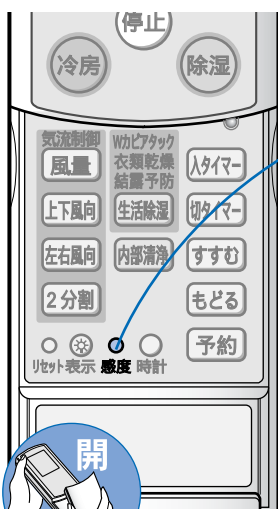 停止
冷房
除湿
気流制御
Wカビアタック
衣類乾燥
結露予防
風量
入タイマー
上下風向
生活除湿
切タイマー
左右風向
内部清浄
すすむ
2分割
もどる
予約
リセット 表示 感度 時計
開